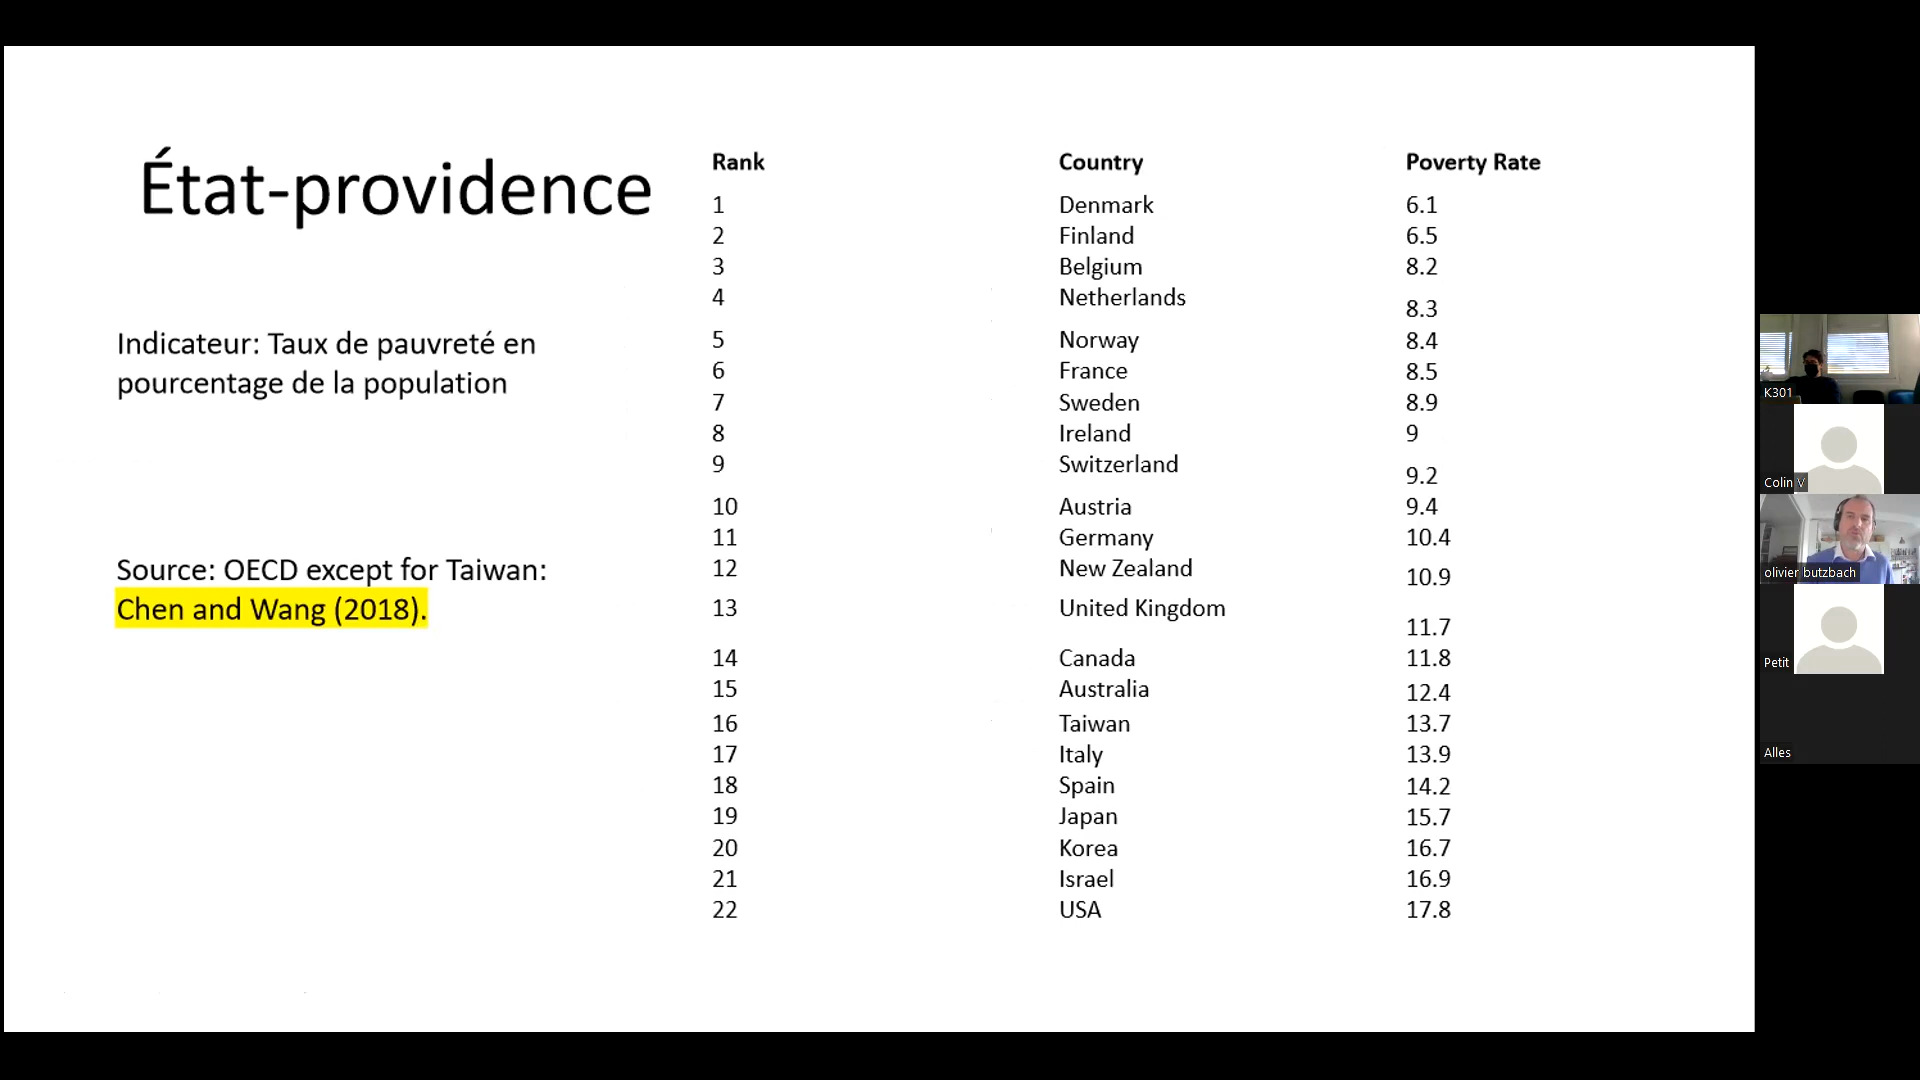 État-providence
Indicateur: Taux de pauvreté en
pourcentage de la population
Source: OECD except for Taiwan:
Chen and Wang (2018).
Rank Country Poverty Rate
1 Denmark 6.1
2 Finland 6.5
3 Belgium 8.2
4 Netherlands 8.3
5 Norway 8.4
6 France 8.5
7 Sweden 8.9
8 Ireland 9
9 Switzerland 9.2
10 Austria 9.4
11 Germany 10.4
12 New Zealand 10.9
13 United Kingdom 11.7
14 Canada 11.8
15 Australia 12.4
16 Taiwan 13.7
17 Italy 13.9
18 Spain 14.2
19 Japan 15.7
20 Korea 16.7
21 Israel 16.9
22 USA 17.8
K301
Colin V
olivier butzbach
Petit
Alles